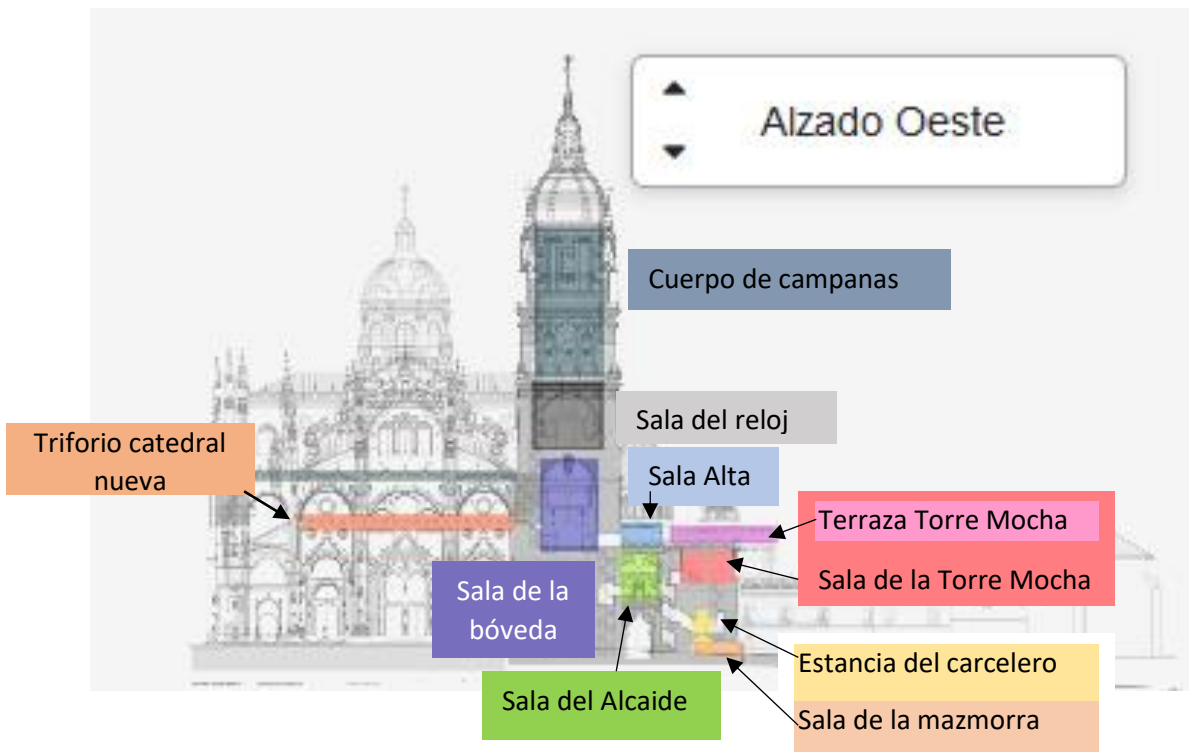 Alzado Oeste
Cuerpo de campanas
Sala del reloj
Triforio catedral
nueva
Sala Alta
Terraza Torre Mocha
Sala de la Torre Mocha
Sala de la
bóveda
Estancia del carcelero
Sala del Alcaide
Sala de la mazmorra